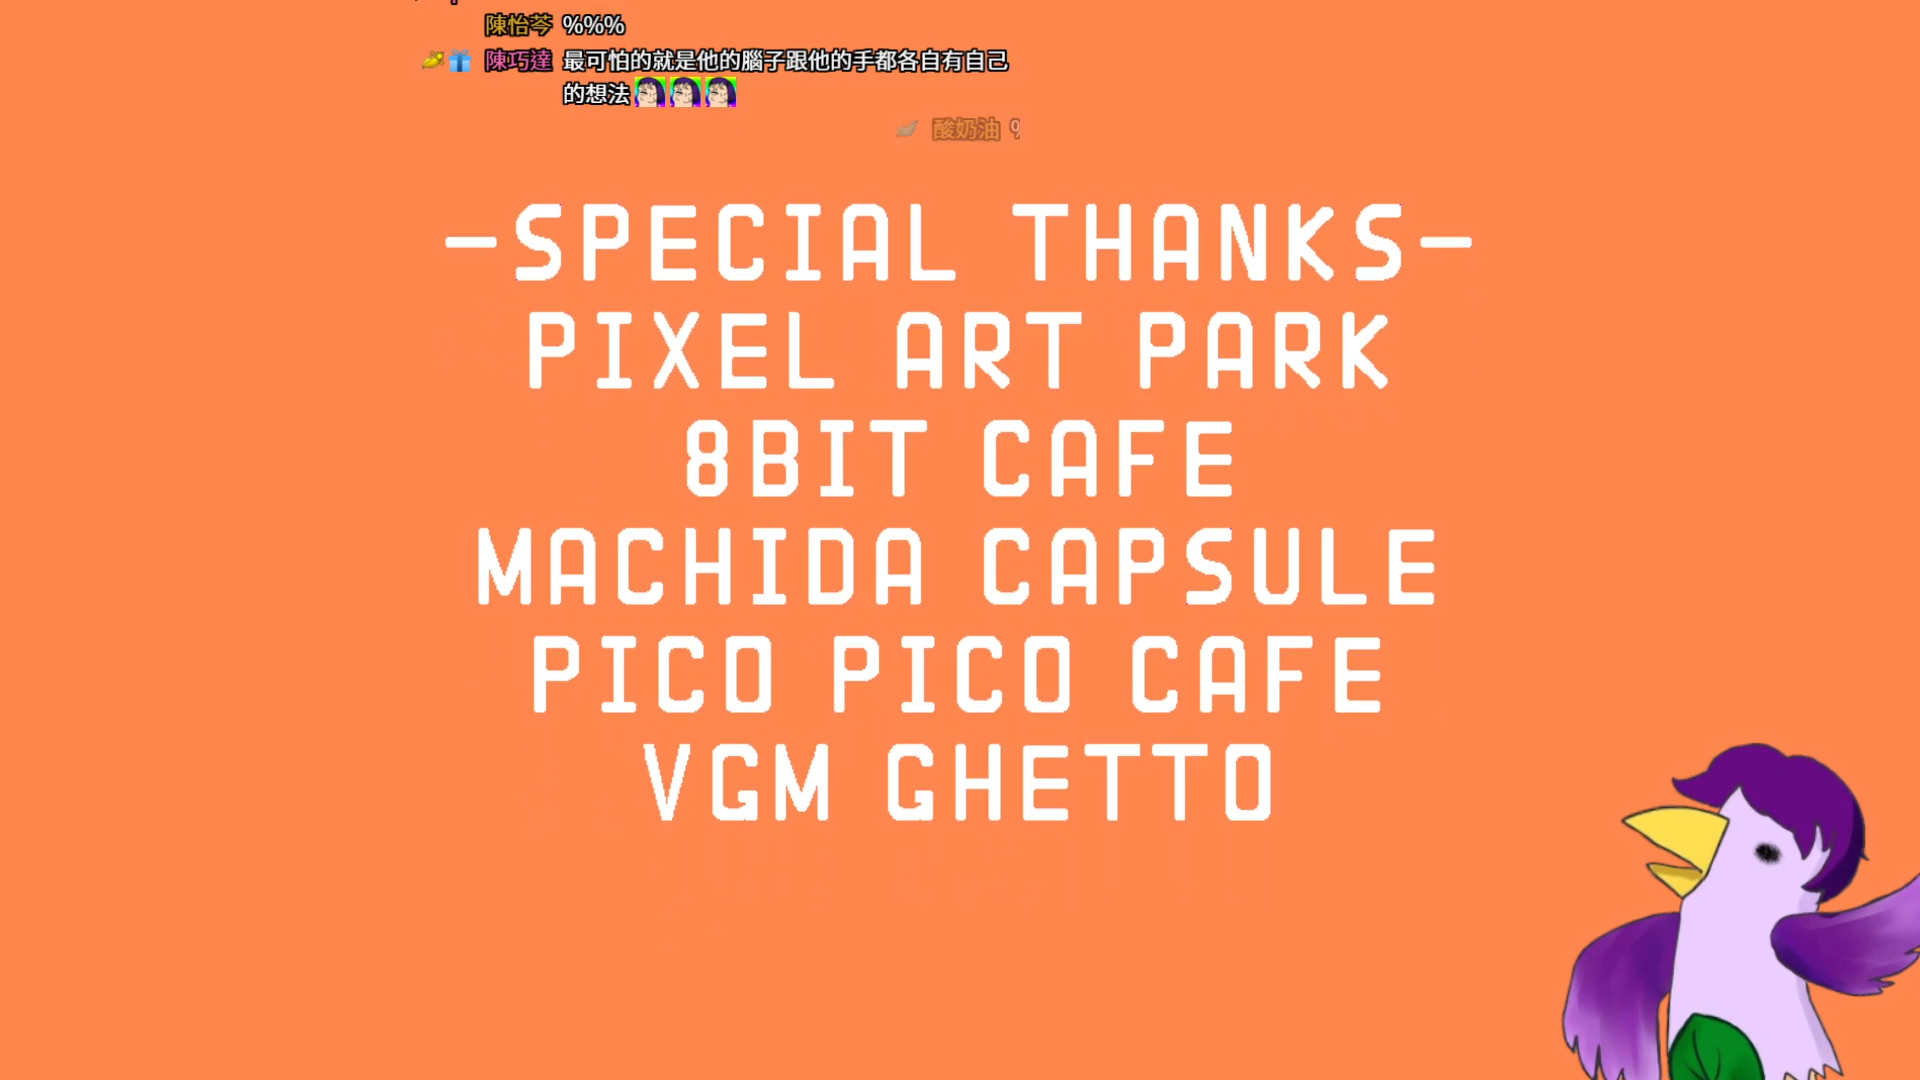 陳怡芩 %%%
陳巧達 最可怕的就是他的腦子跟他的手都各自有自己
的想法
酸奶油
-SPECIAL THANKS-
PIXEL ART PARK
8BIT CAFE
MACHIDA CAPSULE
PICO PICO CAFE
VGM GHETTO